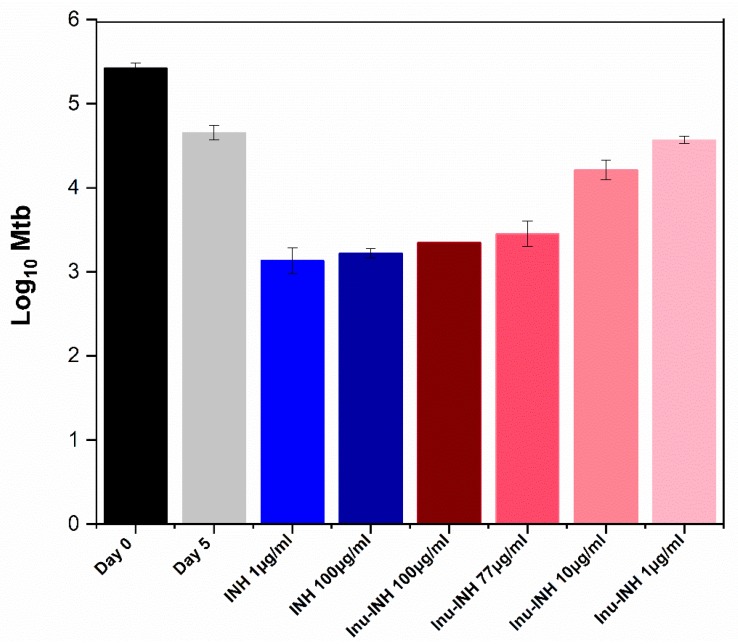 6
5
4
3
2
1
0
Log10 Mtb
Day 0
Day 5
INH 1µg/ml
INH 100µg/ml
Inu-INH 100µg/ml
Inu-INH 77µg/ml
Inu-INH 10µg/ml
Inu-INH 1µg/ml